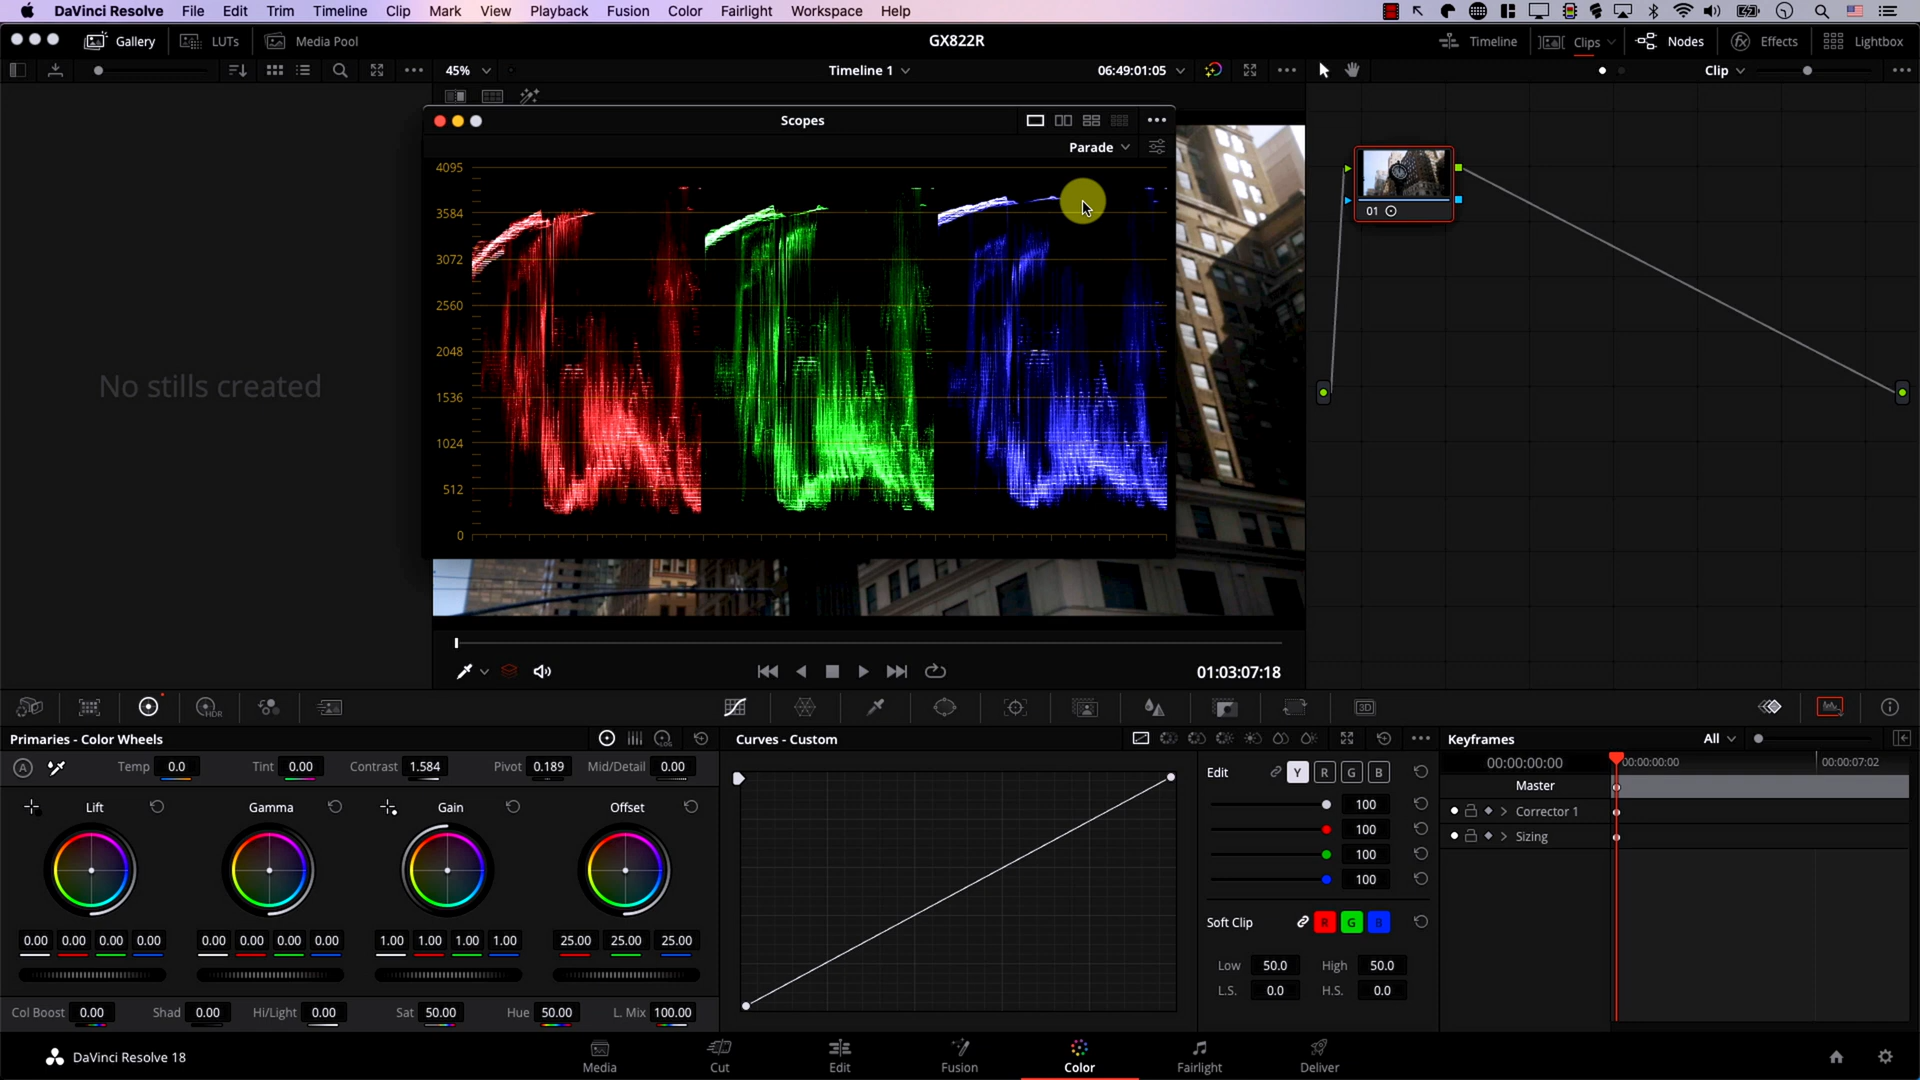 DaVinci Resolve File Edit Trim Timeline Clip Mark View Playback Fusion Color Fairlight Workspace Help
Gallery LUTs Media Pool GX822R Timeline Clips Nodes Effects Lightbox
45% Timeline 1 06:49:01:05 Clip
Scopes
Parade
4095
3584
3072
2560
2048
1536
1024
512
0
01
No stills created
01:03:07:18
HDR
3D
Primaries - Color Wheels
Curves - Custom
Keyframes All
A Temp 0.0 Tint 0.00 Contrast 1.584 Pivot 0.189 Mid/Detail 0.00
Edit Y R G B
100
100
100
100
00:00:00:00 00:00:00:00 00:00:07:02
Master
Corrector 1
Sizing
Lift Gamma Gain Offset
0.00 0.00 0.00 0.00 0.00 0.00 0.00 0.00 1.00 1.00 1.00 1.00 25.00 25.00 25.00
Soft Clip R G B
Low 50.0 High 50.0
L.S. 0.0 H.S. 0.0
Col Boost 0.00 Shad 0.00 Hi/Light 0.00 Sat 50.00 Hue 50.00 L. Mix 100.00
DaVinci Resolve 18
Media Cut Edit Fusion Color Fairlight Deliver